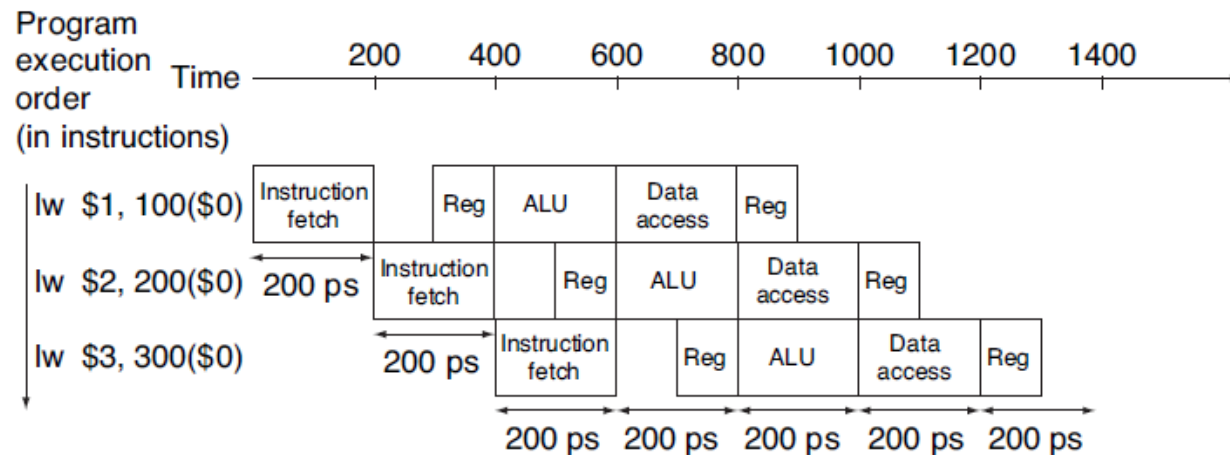 Program
execution
order
(in instructions)
Time
200 400 600 800 1000 1200 1400
lw $1, 100($0)
Instruction
fetch
Reg
ALU
Data
access
Reg
lw $2, 200($0)
200 ps
Instruction
fetch
Reg
ALU
Data
access
Reg
lw $3, 300($0)
200 ps
Instruction
fetch
Reg
ALU
Data
access
Reg
200 ps 200 ps 200 ps 200 ps 200 ps